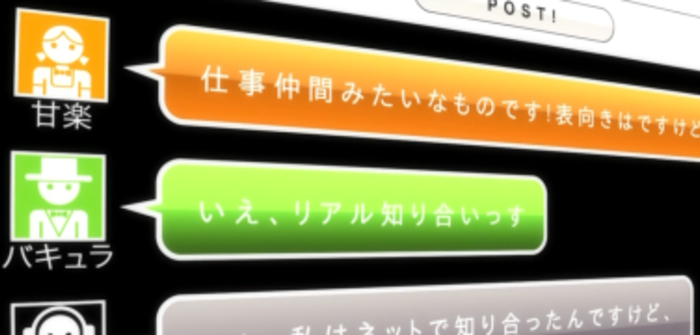 POST!
仕事仲間みたいなものです!表向きはですけど
甘楽
いえ、リアル知り合いっす
バキュラ
私はネットで知り合ったんですけど、